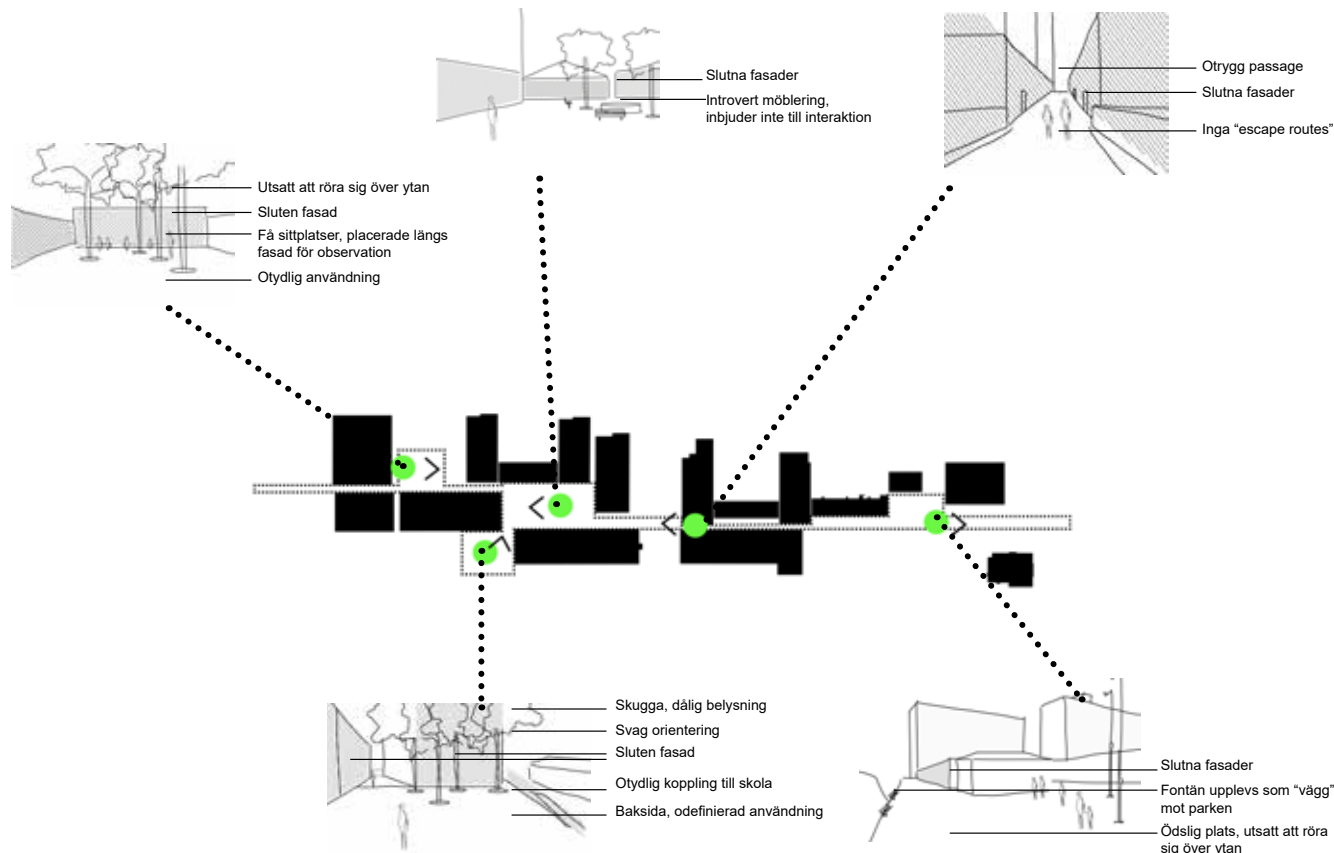 Slutna fasader
Introvert möblering,
inbjuder inte till interaktion
Otrygg passage
Slutna fasader
Inga “escape routes”
Utsatt att röra sig över ytan
Sluten fasad
Få sittplatser, placerade längs
fasad för observation
Otydlig användning
Skugga, dålig belysning
Svag orientering
Sluten fasad
Otydlig koppling till skola
Baksida, odefinierad användning
Slutna fasader
Fontän upplevs som “vägg”
mot parken
Ödslig plats, utsatt att röra
sig över ytan